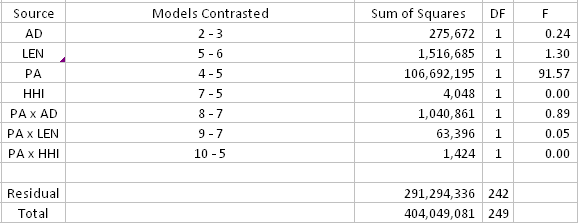 Source Models Contrasted Sum of Squares DF F
AD 2 - 3 275,672 1 0.24
LEN 5 - 6 1,516,685 1 1.30
PA 4 - 5 106,692,195 1 91.57
HHI 7 - 5 4,048 1 0.00
PA x AD 8 - 7 1,040,861 1 0.89
PA x LEN 9 - 7 63,396 1 0.05
PA x HHI 10 - 5 1,424 1 0.00
Residual 291,294,336 242
Total 404,049,081 249